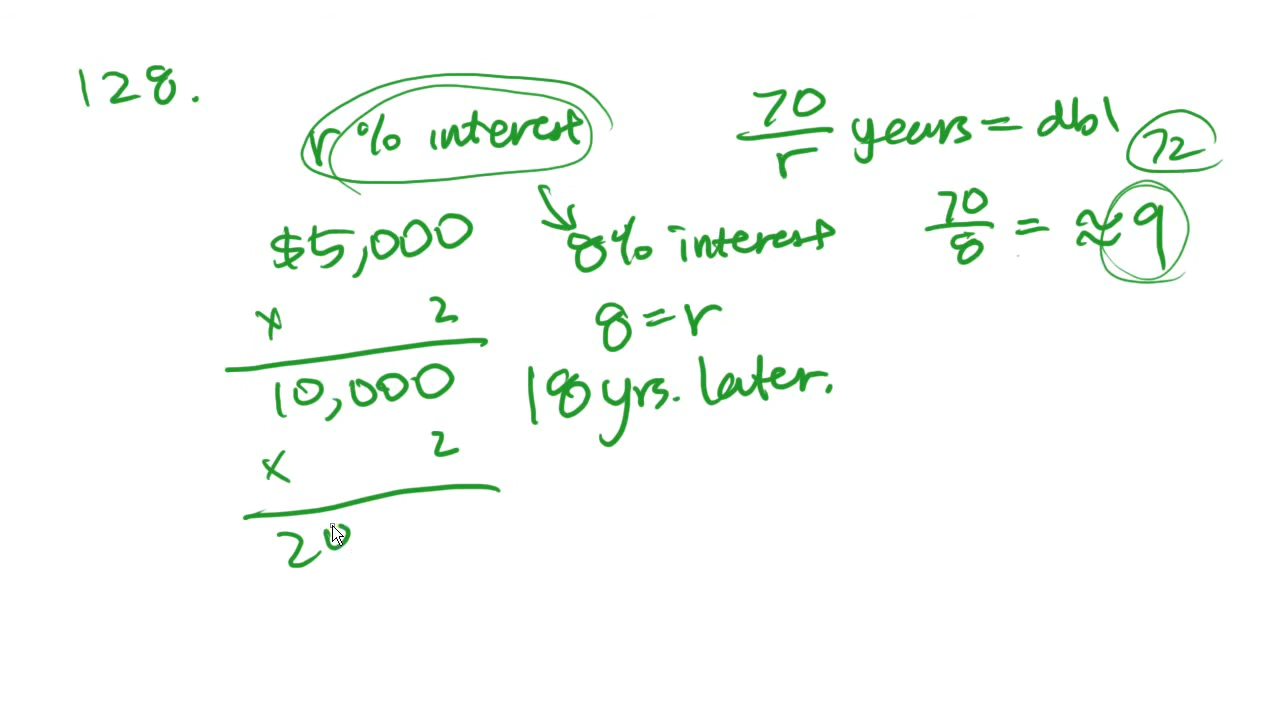 128.
r % interest
70/r years = dbl
72
$5,000
8% interest
70/8 = ≈ 9
x 2
8 = r
10,000
18 yrs. later.
x 2
20